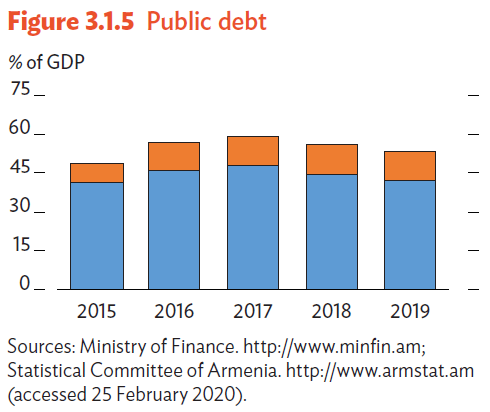 Figure 3.1.5 Public debt
% of GDP
75
60
45
30
15
0
2015 2016 2017 2018 2019
Sources: Ministry of Finance. http://www.minfin.am;
Statistical Committee of Armenia. http://www.armstat.am
(accessed 25 February 2020).